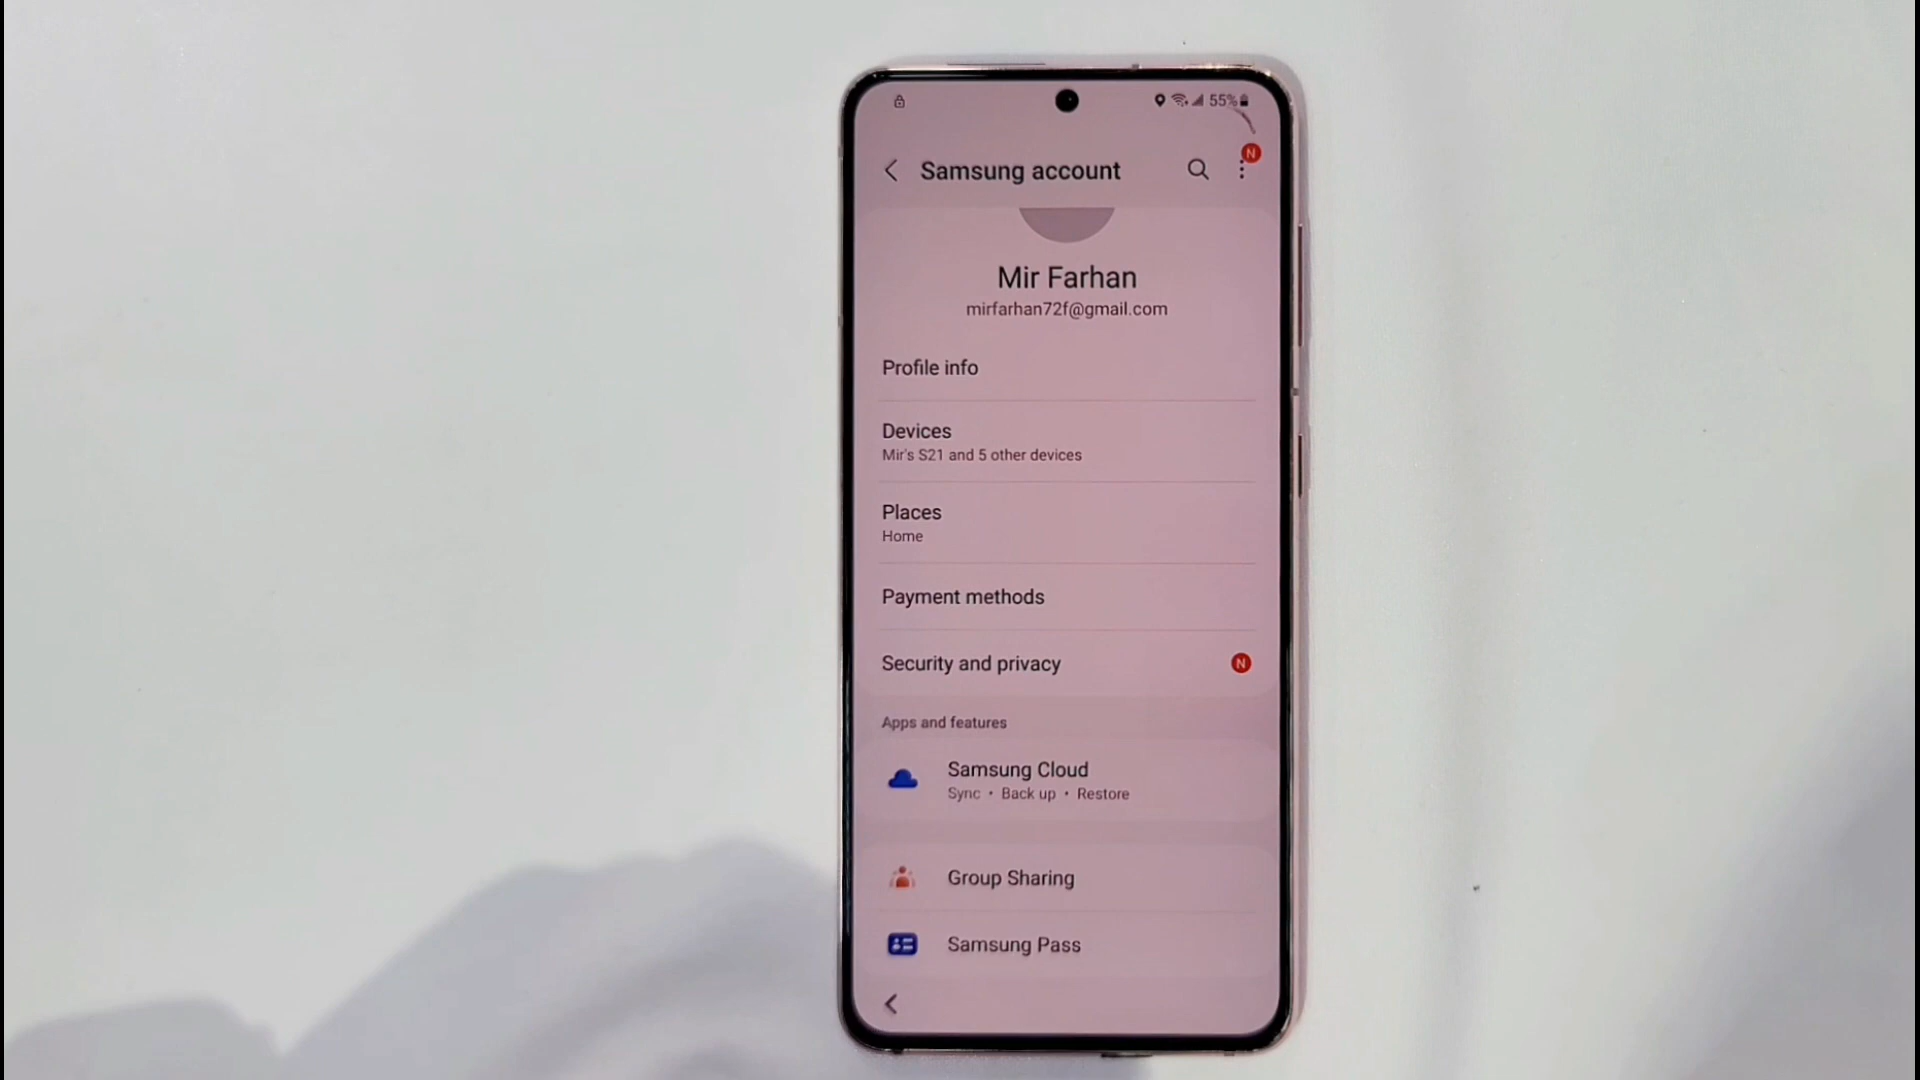 55%
N
Samsung account
Mir Farhan
mirfarhan72f@gmail.com
Profile info
Devices
Mir's S21 and 5 other devices
Places
Home
Payment methods
Security and privacy
N
Apps and features
Samsung Cloud
Sync • Back up • Restore
Group Sharing
Samsung Pass